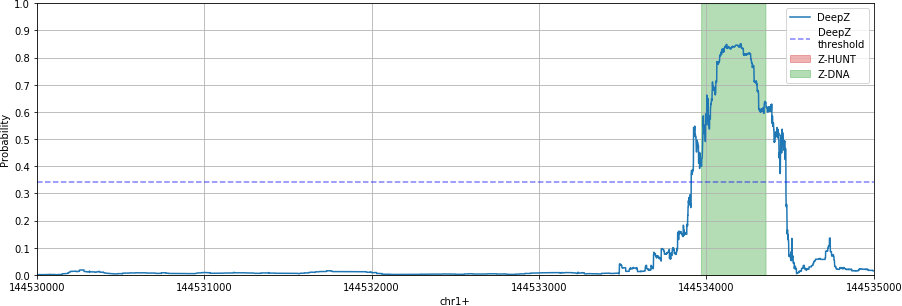 1.0
0.9
0.8
0.7
0.6
0.5
0.4
0.3
0.2
0.1
0.0
Probability
144530000 144531000 144532000 144533000 144534000 144535000
chr1+
DeepZ
DeepZ
threshold
Z-HUNT
Z-DNA